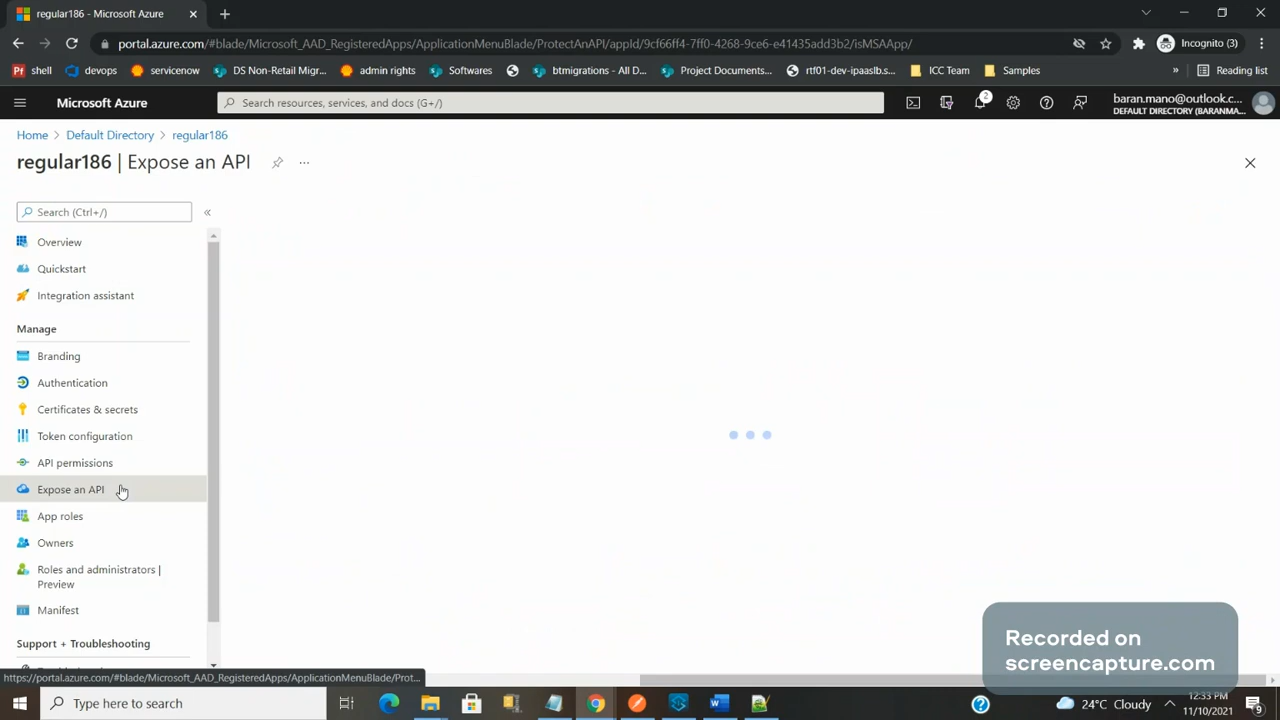 regular186 - Microsoft Azure
portal.azure.com/#blade/Microsoft_AAD_RegisteredApps/ApplicationMenuBlade/ProtectAnAPI/appId/9cf66ff4-7ff0-4268-9ce6-e41435add3b2/isMSAApp/
Incognito (3)
shell
devops
servicenow
DS Non-Retail Migr...
admin rights
Softwares
btmigrations - All D...
Project Documents...
rtf01-dev-ipaaslb.s...
ICC Team
Samples
»
Reading list
Microsoft Azure
Search resources, services, and docs (G+/)
2
baran.mano@outlook.c...
DEFAULT DIRECTORY (BARANMA...
Home > Default Directory > regular186
regular186 | Expose an API
...
Search (Ctrl+/)
«
Overview
Quickstart
Integration assistant
Manage
Branding
Authentication
Certificates & secrets
Token configuration
API permissions
Expose an API
App roles
Owners
Roles and administrators |
Preview
Manifest
Support + Troubleshooting
https://portal.azure.com/#blade/Microsoft_AAD_RegisteredApps/ApplicationMenuBlade/Prot...
Recorded on
screencapture.com
Type here to search
24°C Cloudy
12:33 PM
11/10/2021
9